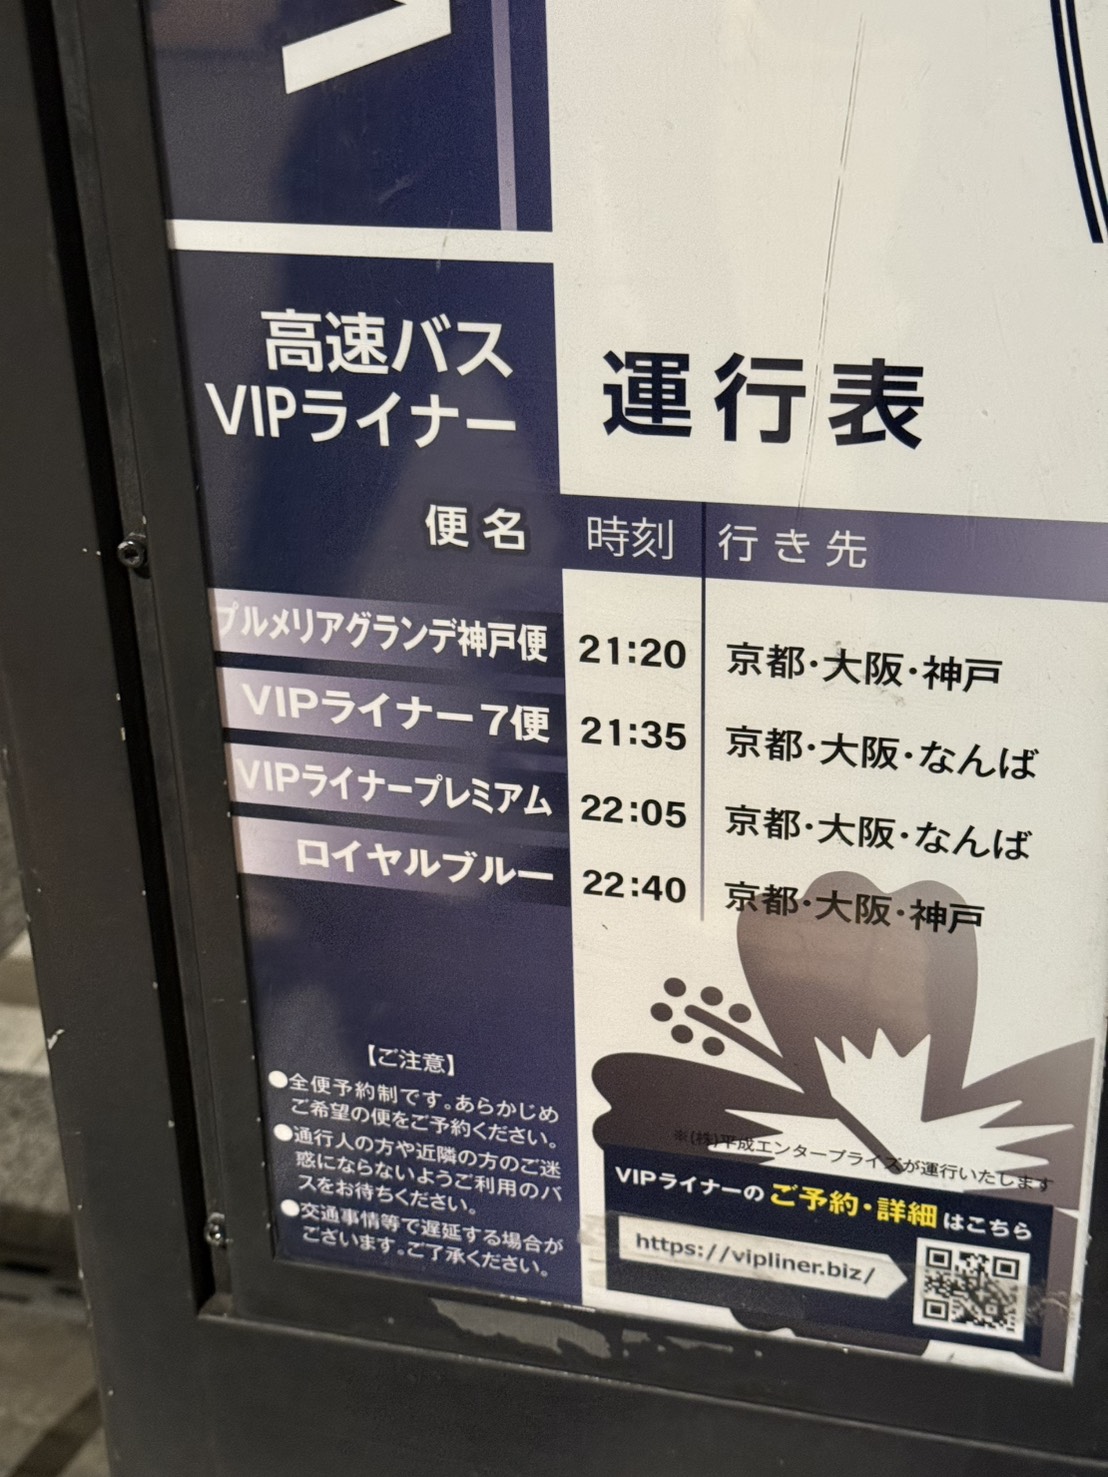 高速バス
VIPライナー
運行表
便名 時刻 行き先
プルメリアグランデ神戸便 21:20 京都・大阪・神戸
VIPライナー7便 21:35 京都・大阪・なんば
VIPライナープレミアム 22:05 京都・大阪・なんば
ロイヤルブルー 22:40 京都・大阪・神戸
【ご注意】
●全便予約制です。あらかじめ
ご希望の便をご予約ください。
●通行人の方や近隣の方のご迷
惑にならないようご利用のバ
スをお待ちください。
●交通事情等で遅延する場合が
ございます。ご了承ください。
※(株)平成エンタープライズが運行いたします
VIPライナーのご予約・詳細はこちら
https://vipliner.biz/